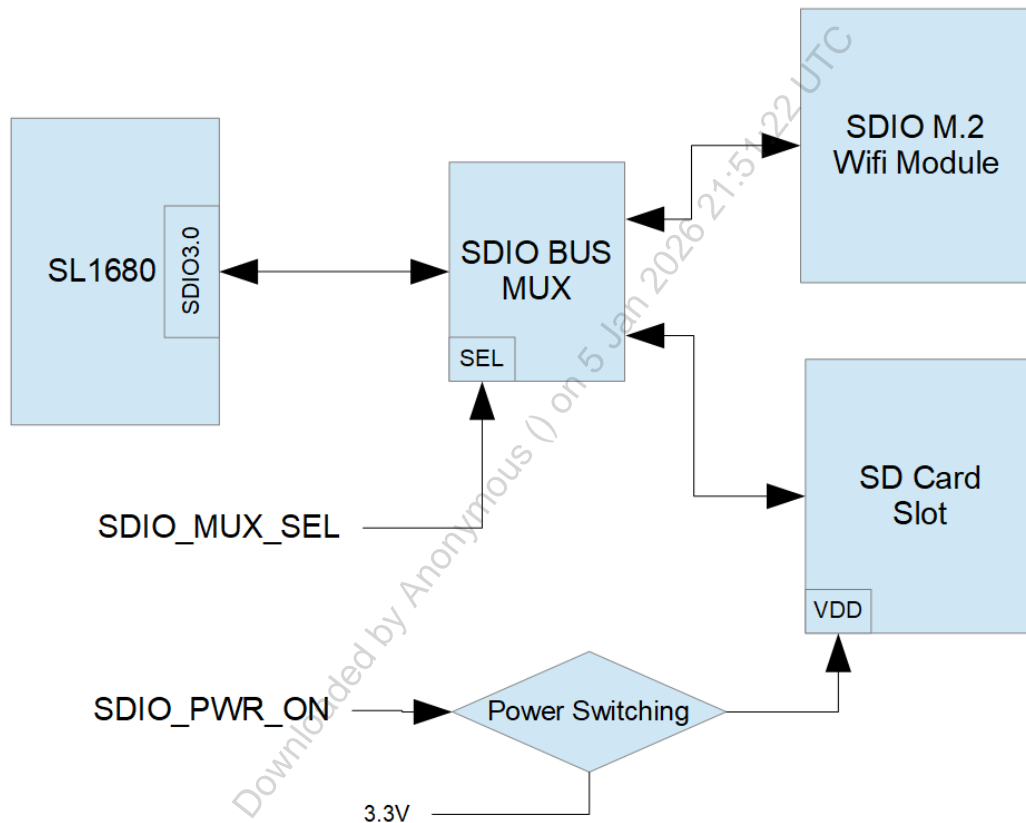 SDIO M.2
Wifi Module
SL1680
SDIO3.0
SDIO BUS
MUX
SEL
SD Card
Slot
VDD
SDIO_MUX_SEL
SDIO_PWR_ON
Power Switching
3.3V
Downloaded by Anonymous () on 5 Jan 2026 21:51:22 UTC